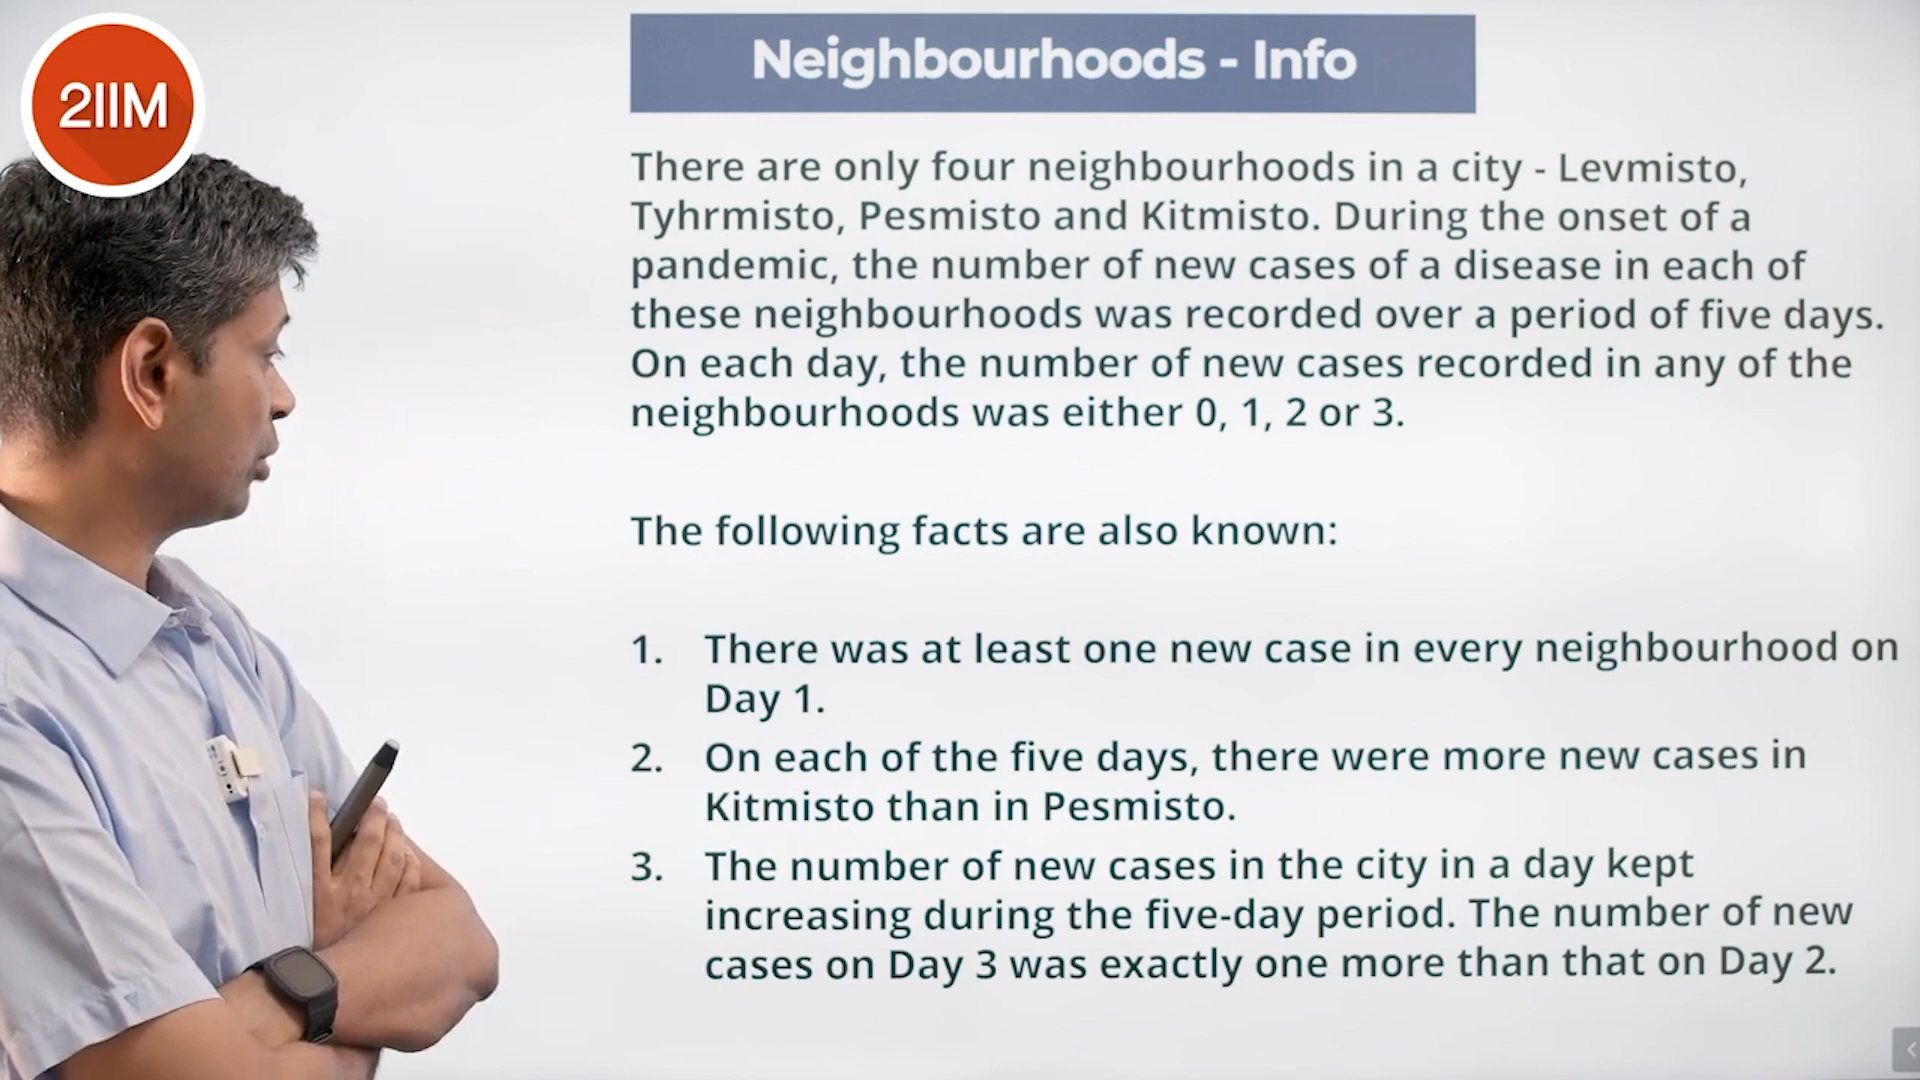 2IIM
Neighbourhoods - Info
There are only four neighbourhoods in a city - Levmisto,
Tyhrmisto, Pesmisto and Kitmisto. During the onset of a
pandemic, the number of new cases of a disease in each of
these neighbourhoods was recorded over a period of five days.
On each day, the number of new cases recorded in any of the
neighbourhoods was either 0, 1, 2 or 3.
The following facts are also known:
1. There was at least one new case in every neighbourhood on
Day 1.
2. On each of the five days, there were more new cases in
Kitmisto than in Pesmisto.
3. The number of new cases in the city in a day kept
increasing during the five-day period. The number of new
cases on Day 3 was exactly one more than that on Day 2.